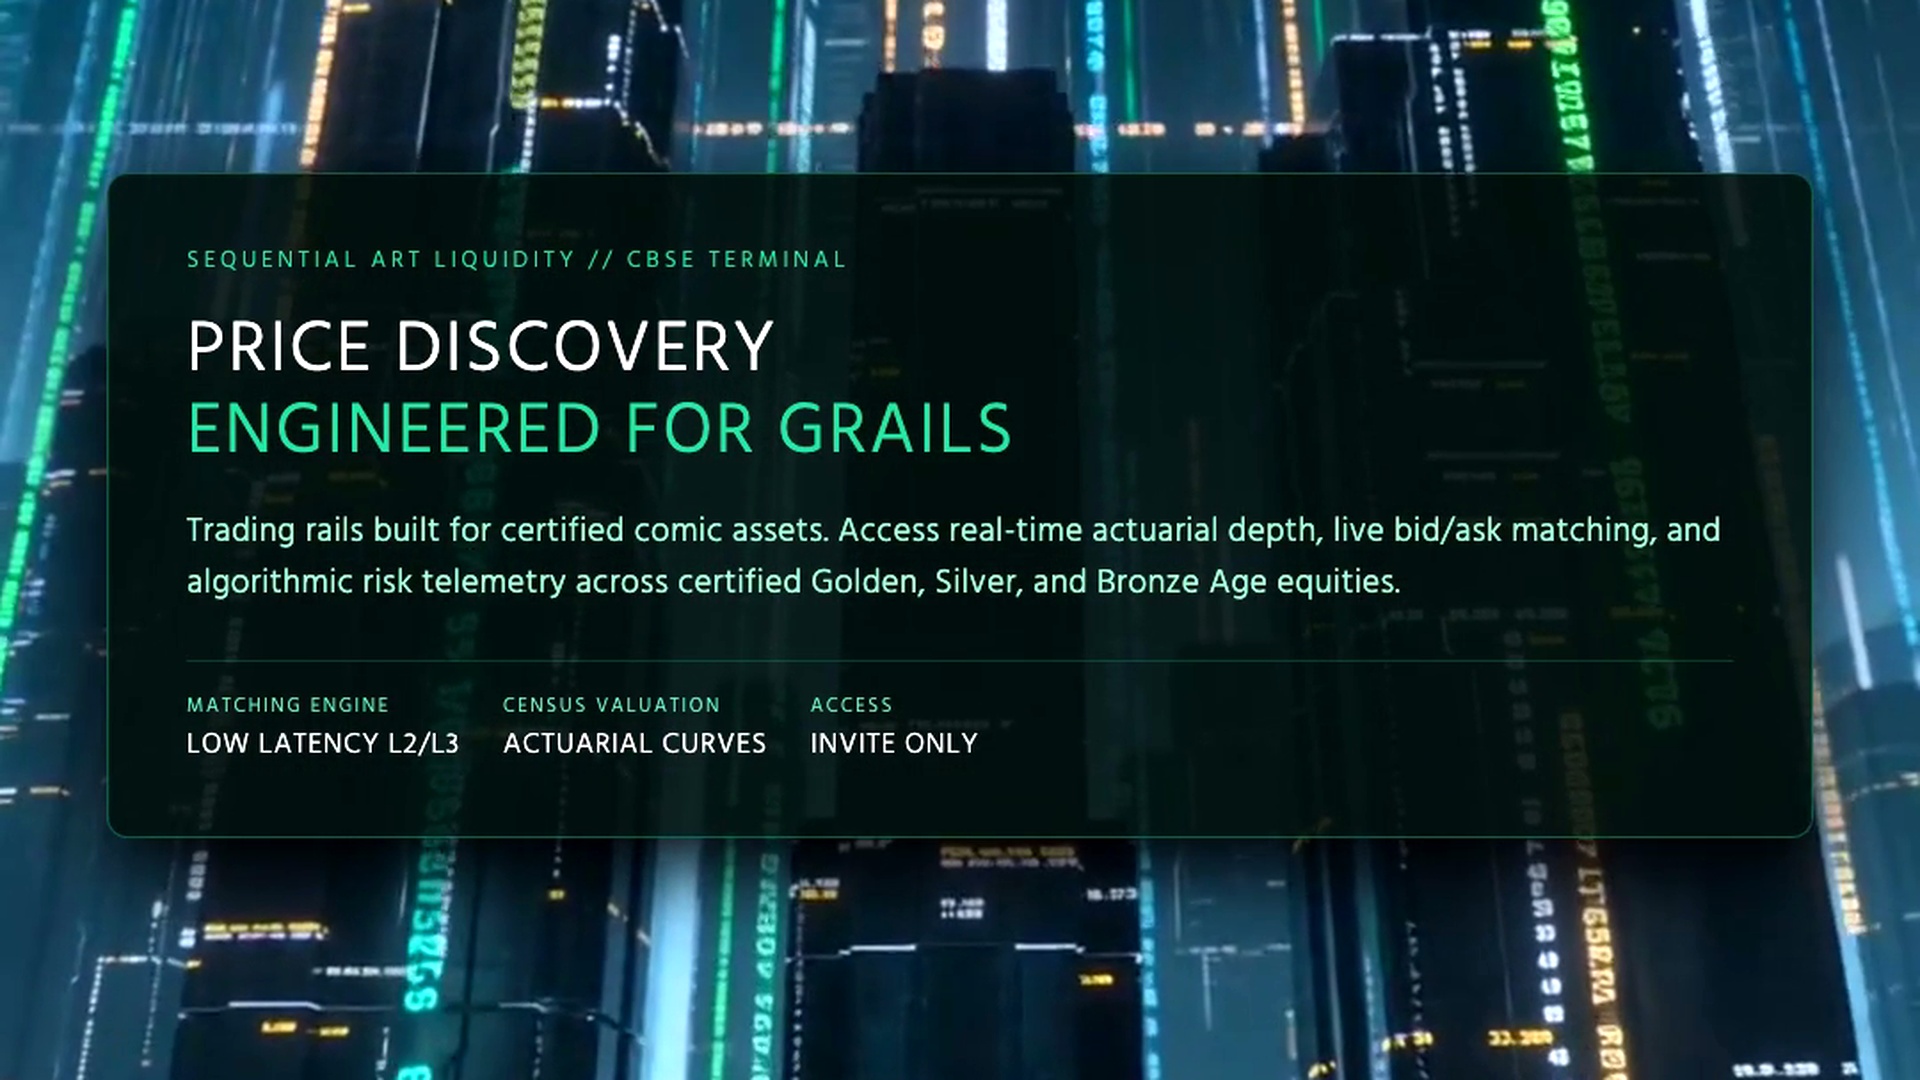 SEQUENTIAL ART LIQUIDITY // CBSE TERMINAL
PRICE DISCOVERY
ENGINEERED FOR GRAILS
Trading rails built for certified comic assets. Access real-time actuarial depth, live bid/ask matching, and
algorithmic risk telemetry across certified Golden, Silver, and Bronze Age equities.
MATCHING ENGINE
LOW LATENCY L2/L3
CENSUS VALUATION
ACTUARIAL CURVES
ACCESS
INVITE ONLY